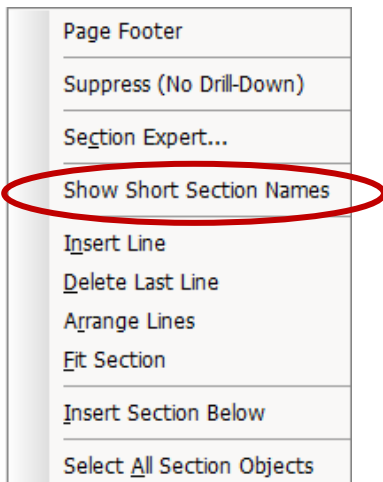 Page Footer
Suppress (No Drill-Down)
Section Expert...
Show Short Section Names
Insert Line
Delete Last Line
Arrange Lines
Fit Section
Insert Section Below
Select All Section Objects